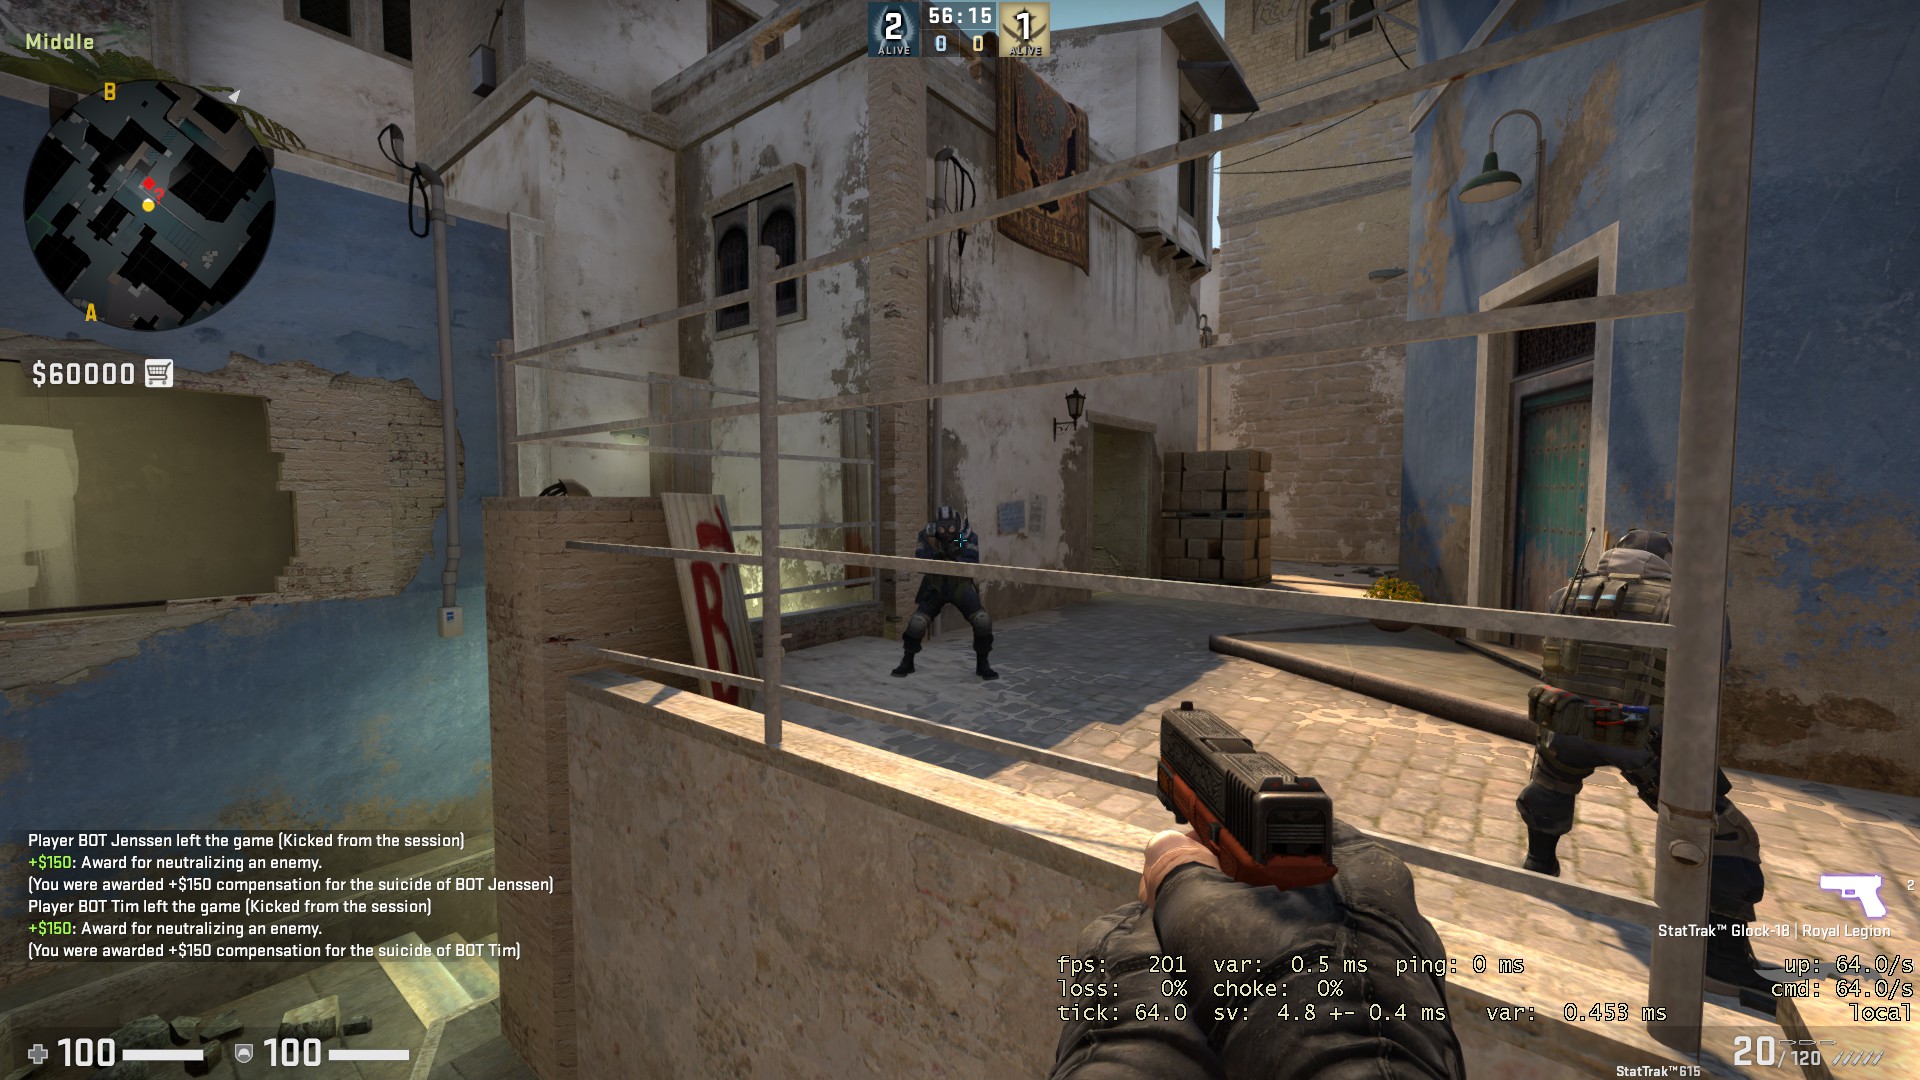 Middle
2 ALIVE
56:15
0 0
1 ALIVE
B
?
A
$60000
B
Player BOT Jenssen left the game (Kicked from the session)
+$150: Award for neutralizing an enemy.
(You were awarded +$150 compensation for the suicide of BOT Jenssen)
Player BOT Tim left the game (Kicked from the session)
+$150: Award for neutralizing an enemy.
(You were awarded +$150 compensation for the suicide of BOT Tim)
2
StatTrak™ Glock-18 | Royal Legion
fps: 201 var: 0.5 ms ping: 0 ms up: 64.0/s
loss: 0% choke: 0% cmd: 64.0/s
tick: 64.0 sv: 4.8 +- 0.4 ms var: 0.453 ms local
100 100
20/ 120
StatTrak™615